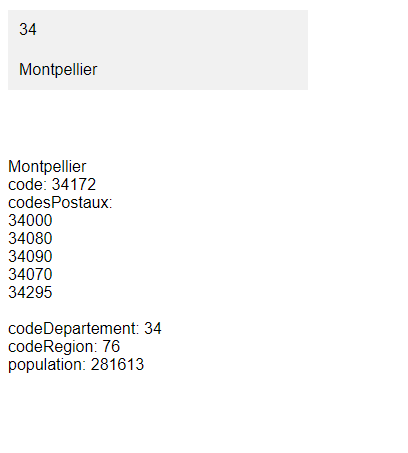 34
Montpellier
Montpellier
code: 34172
codesPostaux:
34000
34080
34090
34070
34295
codeDepartement: 34
codeRegion: 76
population: 281613